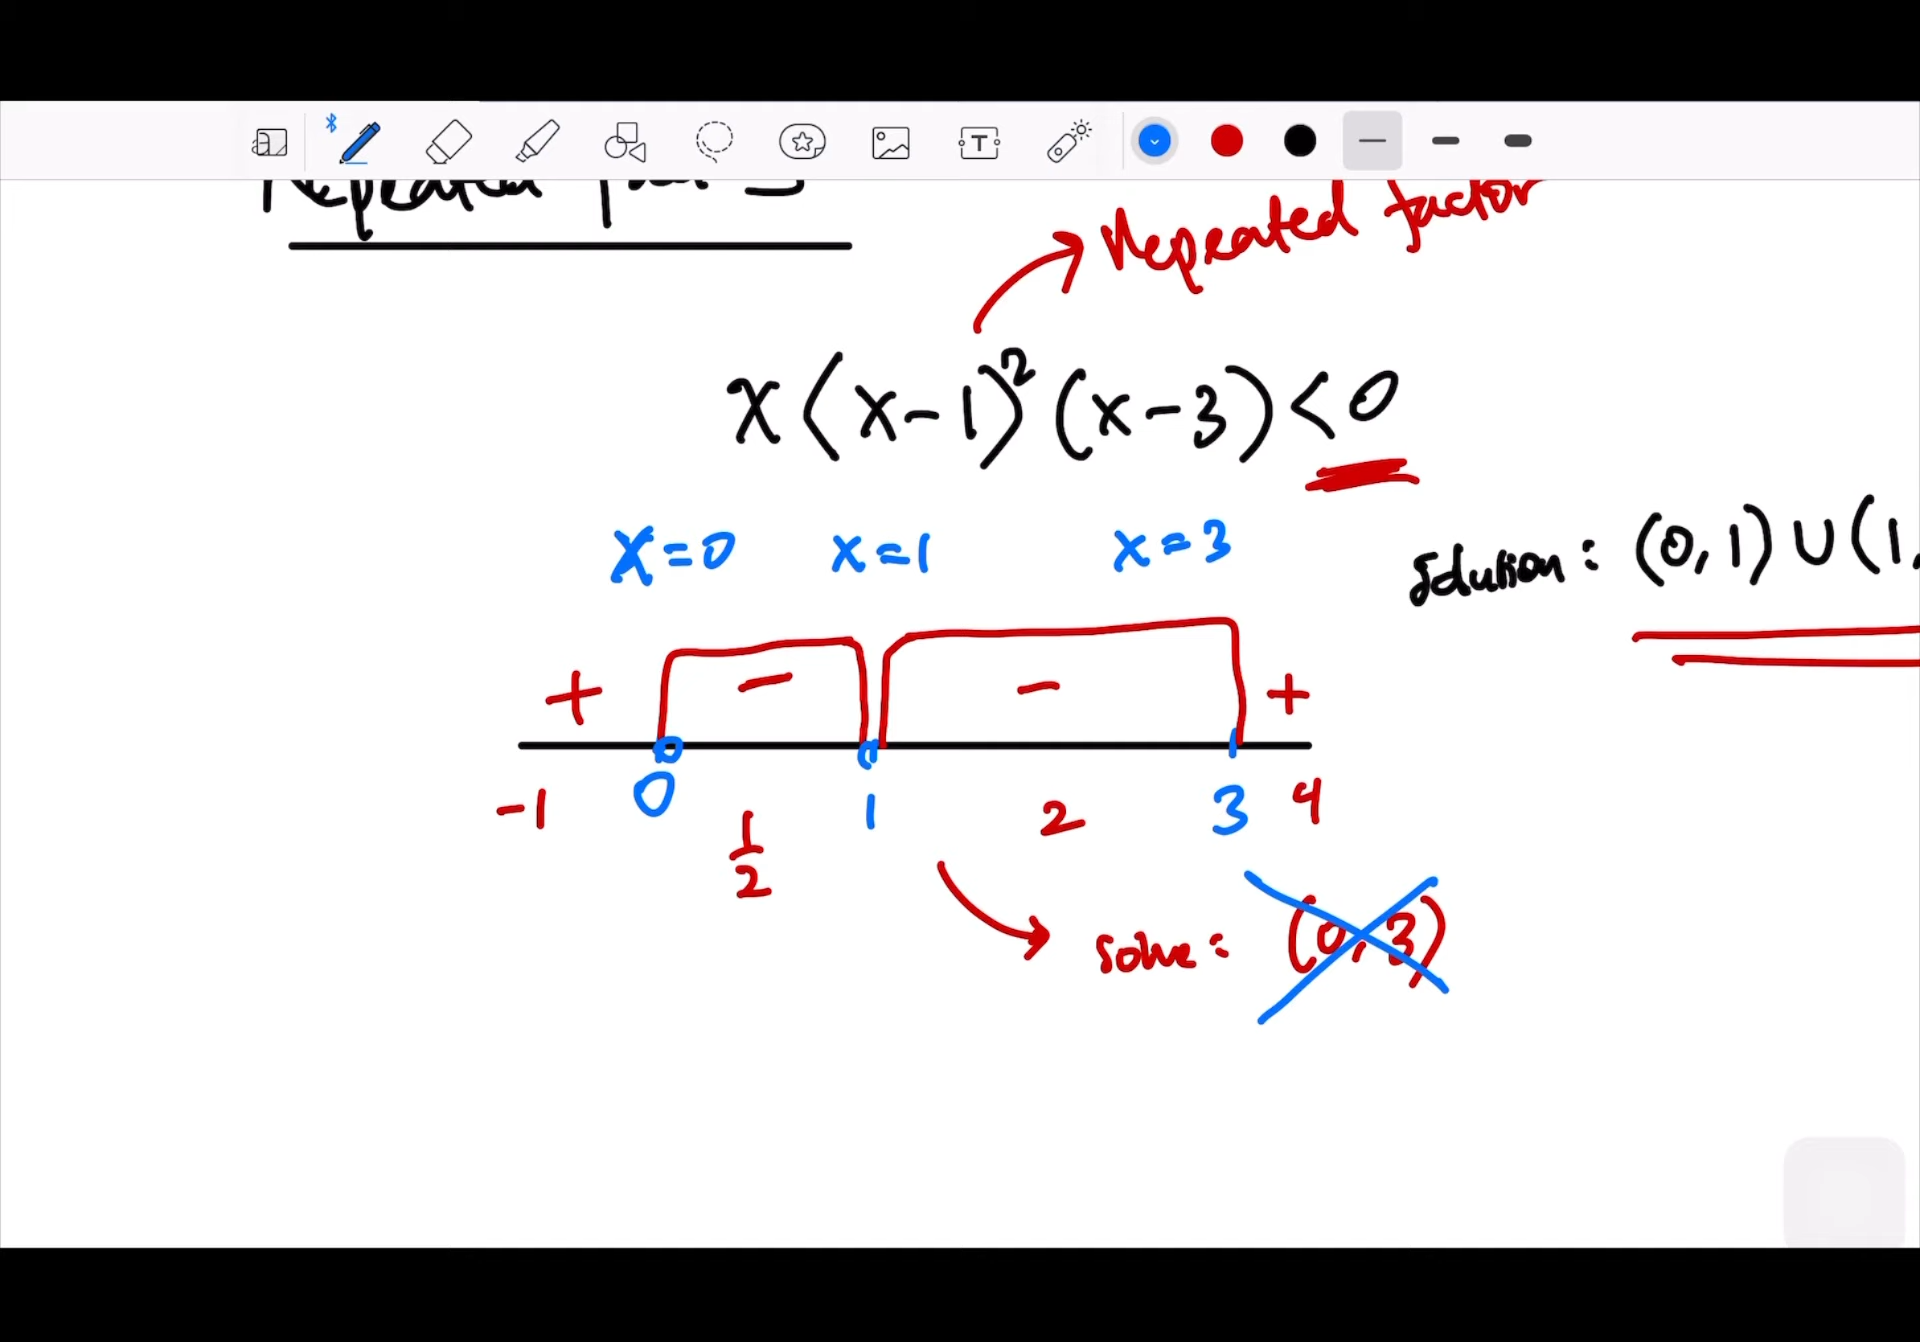 Repeated
Repeated factor
x(x-1)²(x-3)<0
x=0 x=1 x=3
solution: (0,1)∪(1,
+ - - +
-1 0 1/2 1 2 3 4
solve: (0,3)